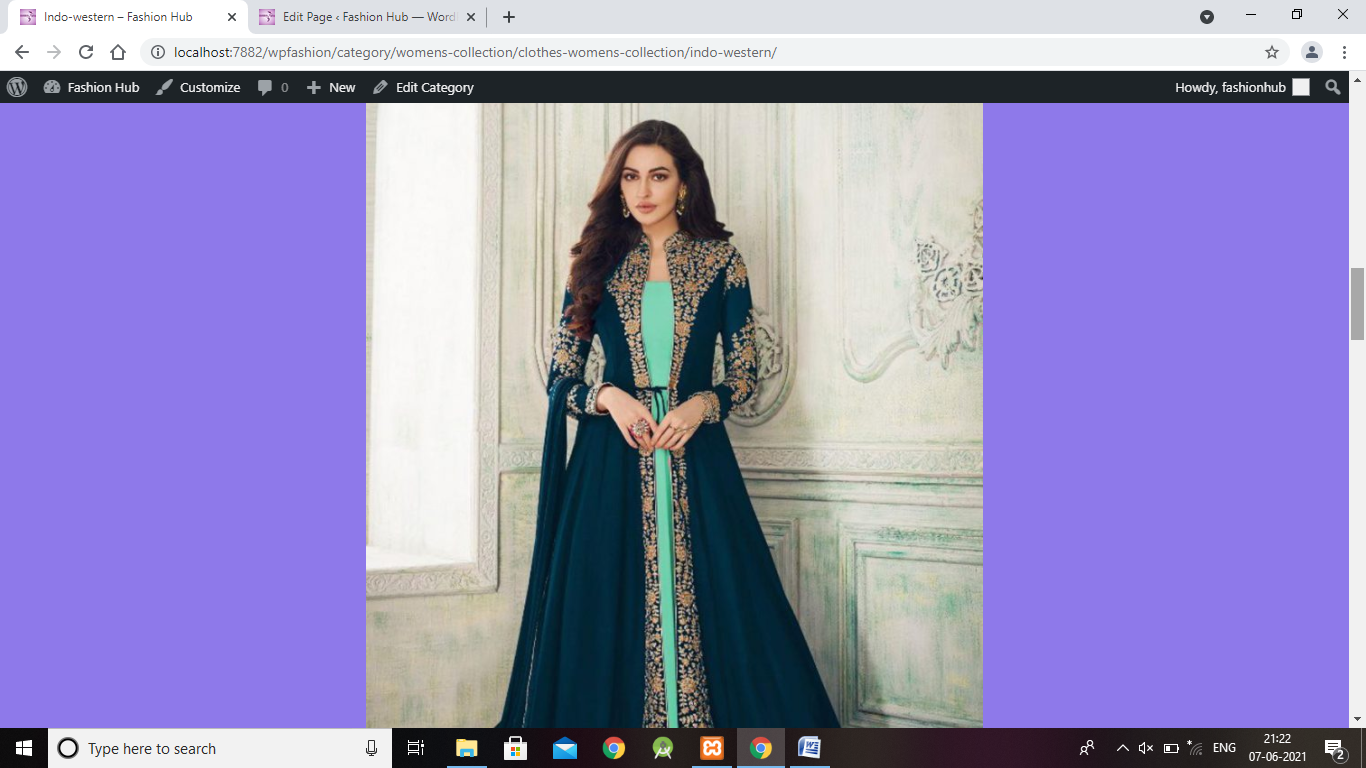 Indo-western – Fashion Hub
Edit Page ‹ Fashion Hub — Word
localhost:7882/wpfashion/category/womens-collection/clothes-womens-collection/indo-western/
Fashion Hub Customize 0 New Edit Category Howdy, fashionhub
Type here to search ENG 21:22
07-06-2021 2